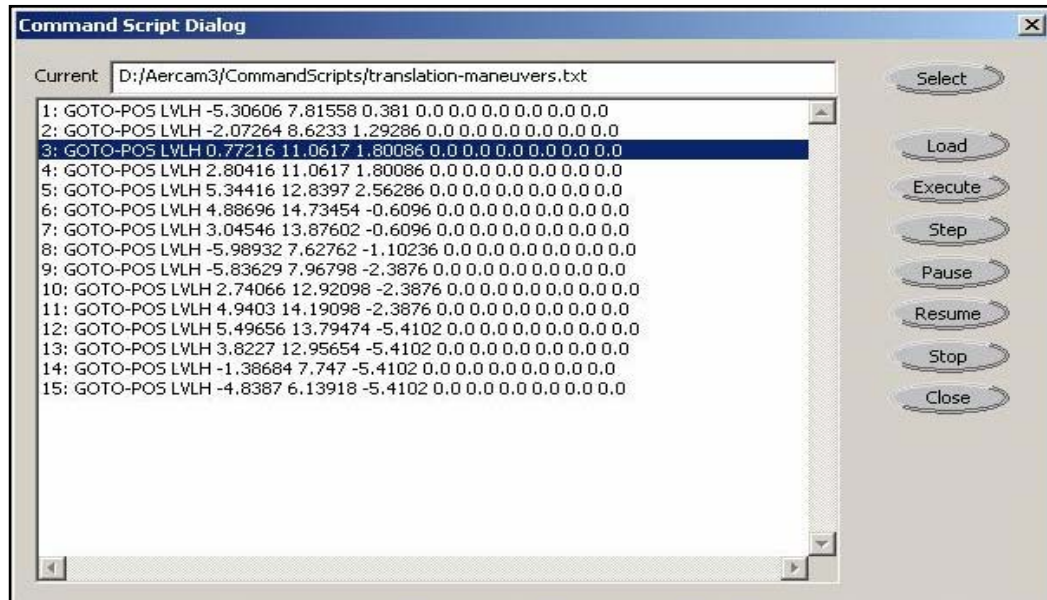 Command Script Dialog
Current D:/Aercam3/CommandScripts/translation-maneuvers.txt
Select
1: GOTO-POS LVLH -5.30606 7.81558 0.381 0.0 0.0 0.0 0.0 0.0 0.0
2: GOTO-POS LVLH -2.07264 8.6233 1.29286 0.0 0.0 0.0 0.0 0.0 0.0
3: GOTO-POS LVLH 0.77216 11.0617 1.80086 0.0 0.0 0.0 0.0 0.0 0.0
4: GOTO-POS LVLH 2.80416 11.0617 1.80086 0.0 0.0 0.0 0.0 0.0 0.0
5: GOTO-POS LVLH 5.34416 12.8397 2.56286 0.0 0.0 0.0 0.0 0.0 0.0
6: GOTO-POS LVLH 4.88696 14.73454 -0.6096 0.0 0.0 0.0 0.0 0.0 0.0
7: GOTO-POS LVLH 3.04546 13.87602 -0.6096 0.0 0.0 0.0 0.0 0.0 0.0
8: GOTO-POS LVLH -5.98932 7.62762 -1.10236 0.0 0.0 0.0 0.0 0.0 0.0
9: GOTO-POS LVLH -5.83629 7.96798 -2.3876 0.0 0.0 0.0 0.0 0.0 0.0
10: GOTO-POS LVLH 2.74066 12.92098 -2.3876 0.0 0.0 0.0 0.0 0.0 0.0
11: GOTO-POS LVLH 4.9403 14.19098 -2.3876 0.0 0.0 0.0 0.0 0.0 0.0
12: GOTO-POS LVLH 5.49656 13.79474 -5.4102 0.0 0.0 0.0 0.0 0.0 0.0
13: GOTO-POS LVLH 3.8227 12.95654 -5.4102 0.0 0.0 0.0 0.0 0.0 0.0
14: GOTO-POS LVLH -1.38684 7.747 -5.4102 0.0 0.0 0.0 0.0 0.0 0.0
15: GOTO-POS LVLH -4.8387 6.13918 -5.4102 0.0 0.0 0.0 0.0 0.0 0.0
Load
Execute
Step
Pause
Resume
Stop
Close